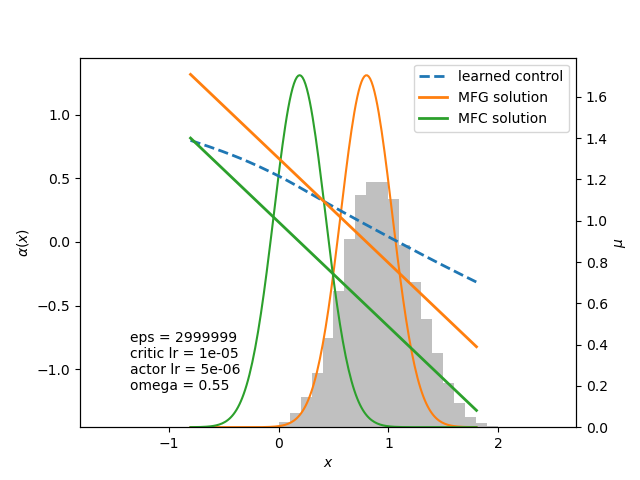 learned control
MFG solution
MFC solution
1.0
0.5
0.0
−0.5
−1.0
α(x)
1.6
1.4
1.2
1.0
0.8
0.6
0.4
0.2
0.0
μ
eps = 2999999
critic lr = 1e-05
actor lr = 5e-06
omega = 0.55
−1
0
1
2
x